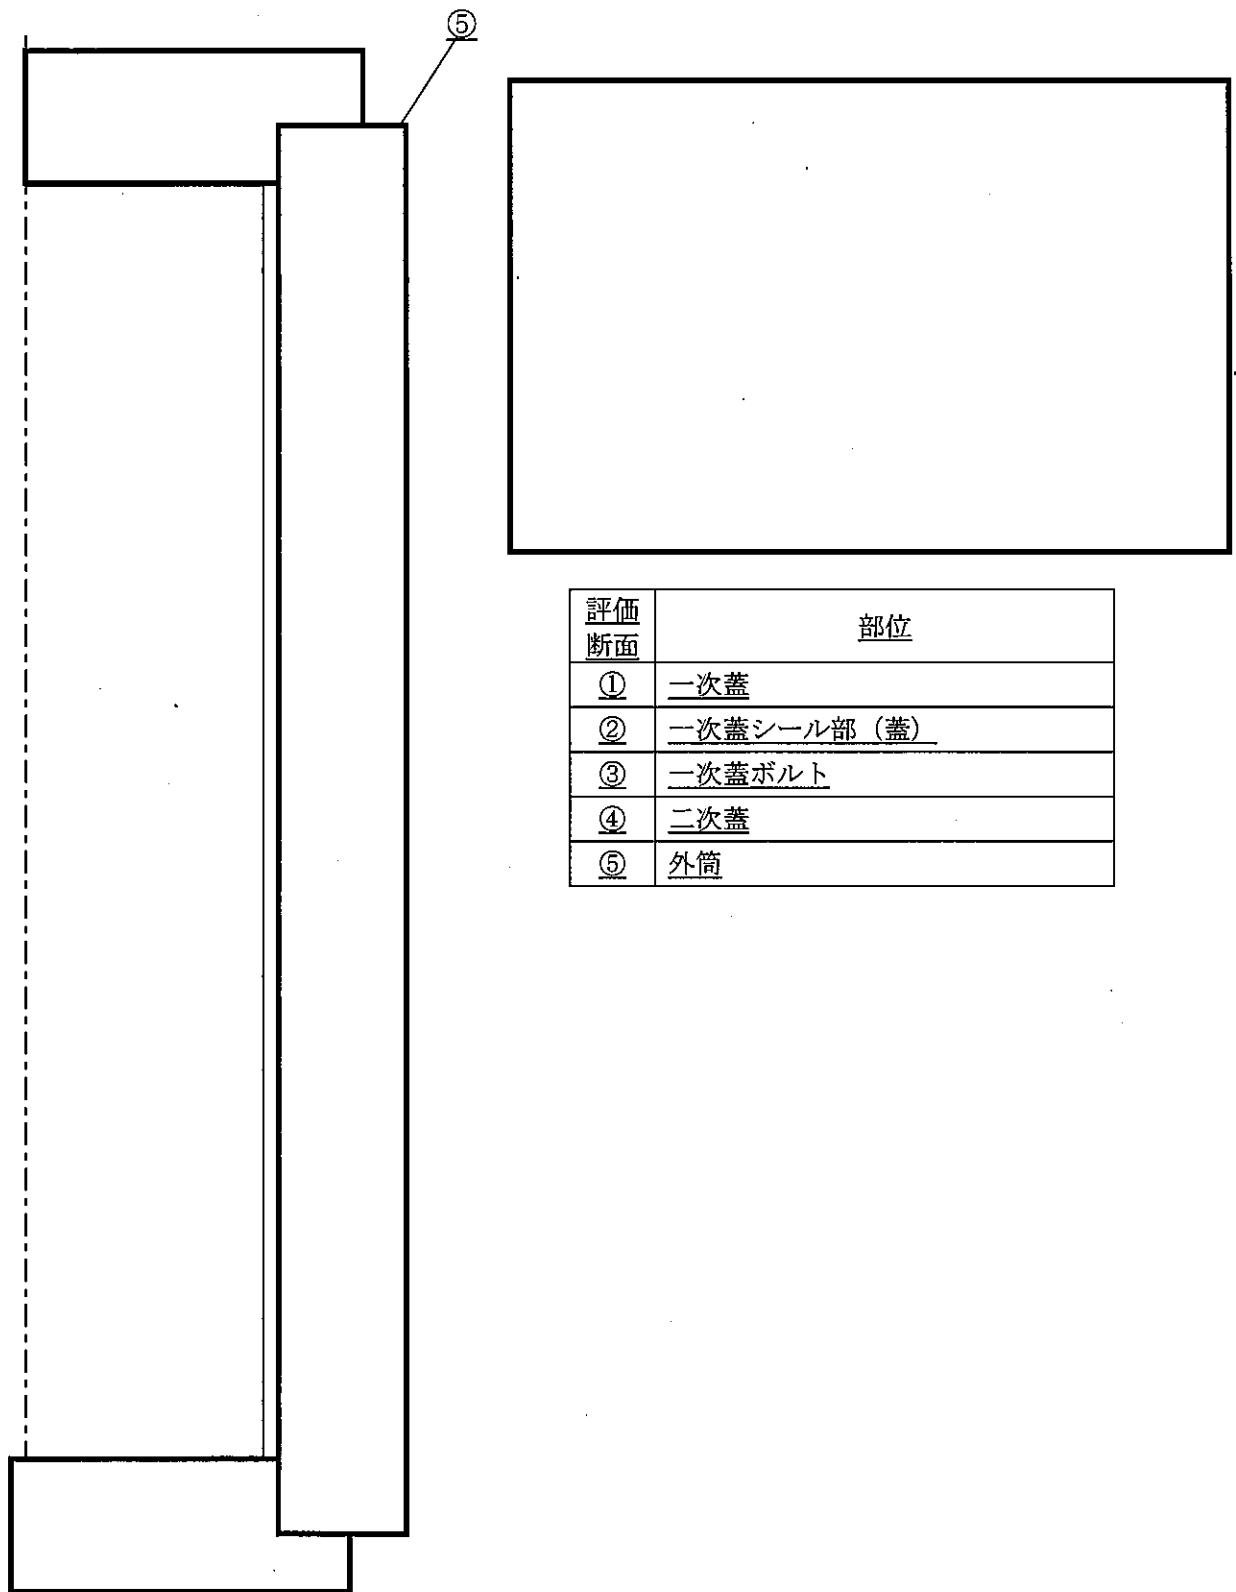 ⑤
評価
断面
部位
① 一次蓋
② 一次蓋シール部（蓋）
③ 一次蓋ボルト
④ 二次蓋
⑤ 外筒